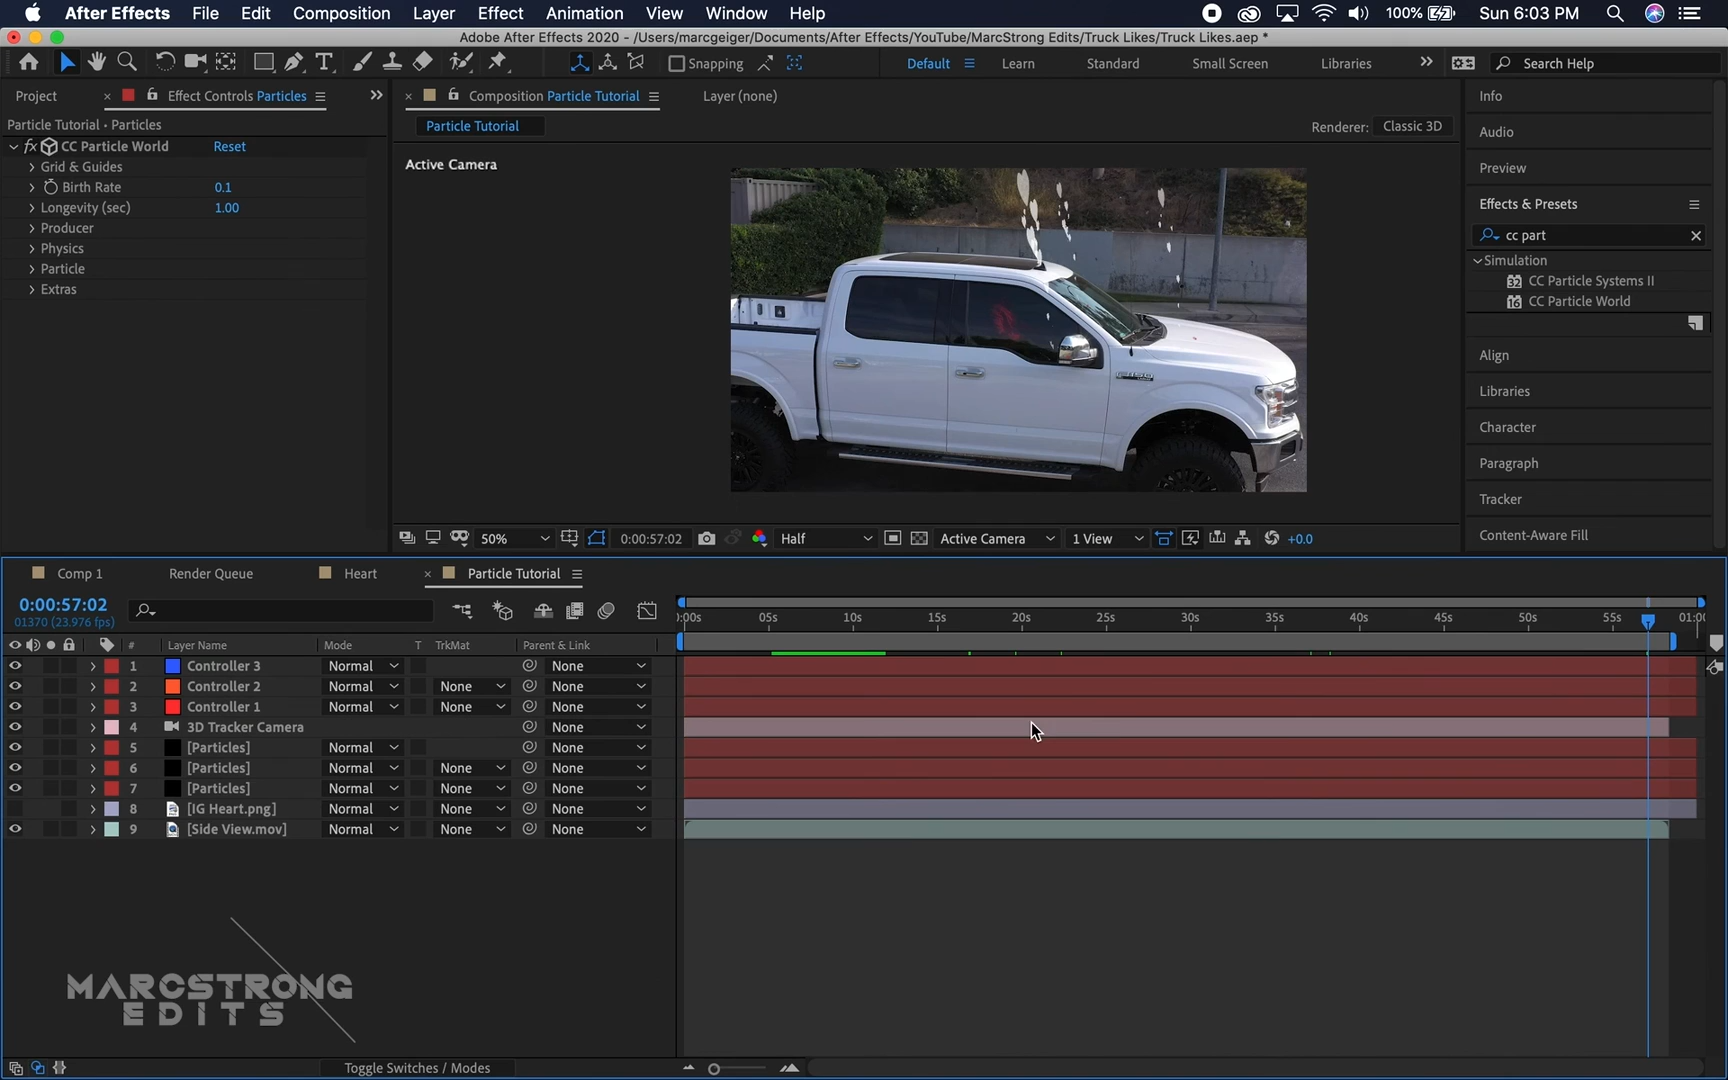 After Effects File Edit Composition Layer Effect Animation View Window Help 100% Sun 6:03 PM
Adobe After Effects 2020 - /Users/marcgeiger/Documents/After Effects/YouTube/MarcStrong Edits/Truck Likes/Truck Likes.aep *
Snapping Default Learn Standard Small Screen Libraries Search Help
Project Effect Controls Particles Composition Particle Tutorial Layer (none)
Particle Tutorial • Particles
Particle Tutorial Renderer: Classic 3D
fx CC Particle World Reset
Grid & Guides
Birth Rate 0.1
Longevity (sec) 1.00
Producer
Physics
Particle
Extras
Active Camera
F-150
50% 0:00:57:02 Half Active Camera 1 View +0.0
Info
Audio
Preview
Effects & Presets
cc part
Simulation
32 CC Particle Systems II
16 CC Particle World
Align
Libraries
Character
Paragraph
Tracker
Content-Aware Fill
Comp 1 Render Queue Heart Particle Tutorial
0:00:57:02
01370 (23.976 fps)
):00s 05s 10s 15s 20s 25s 30s 35s 40s 45s 50s 55s 01:00
# Layer Name Mode T TrkMat Parent & Link
1 Controller 3 Normal None
2 Controller 2 Normal None None
3 Controller 1 Normal None None
4 3D Tracker Camera None
5 [Particles] Normal None
6 [Particles] Normal None None
7 [Particles] Normal None None
8 [IG Heart.png] Normal None None
9 [Side View.mov] Normal None None
MARCSTRONG
EDITS
Toggle Switches / Modes